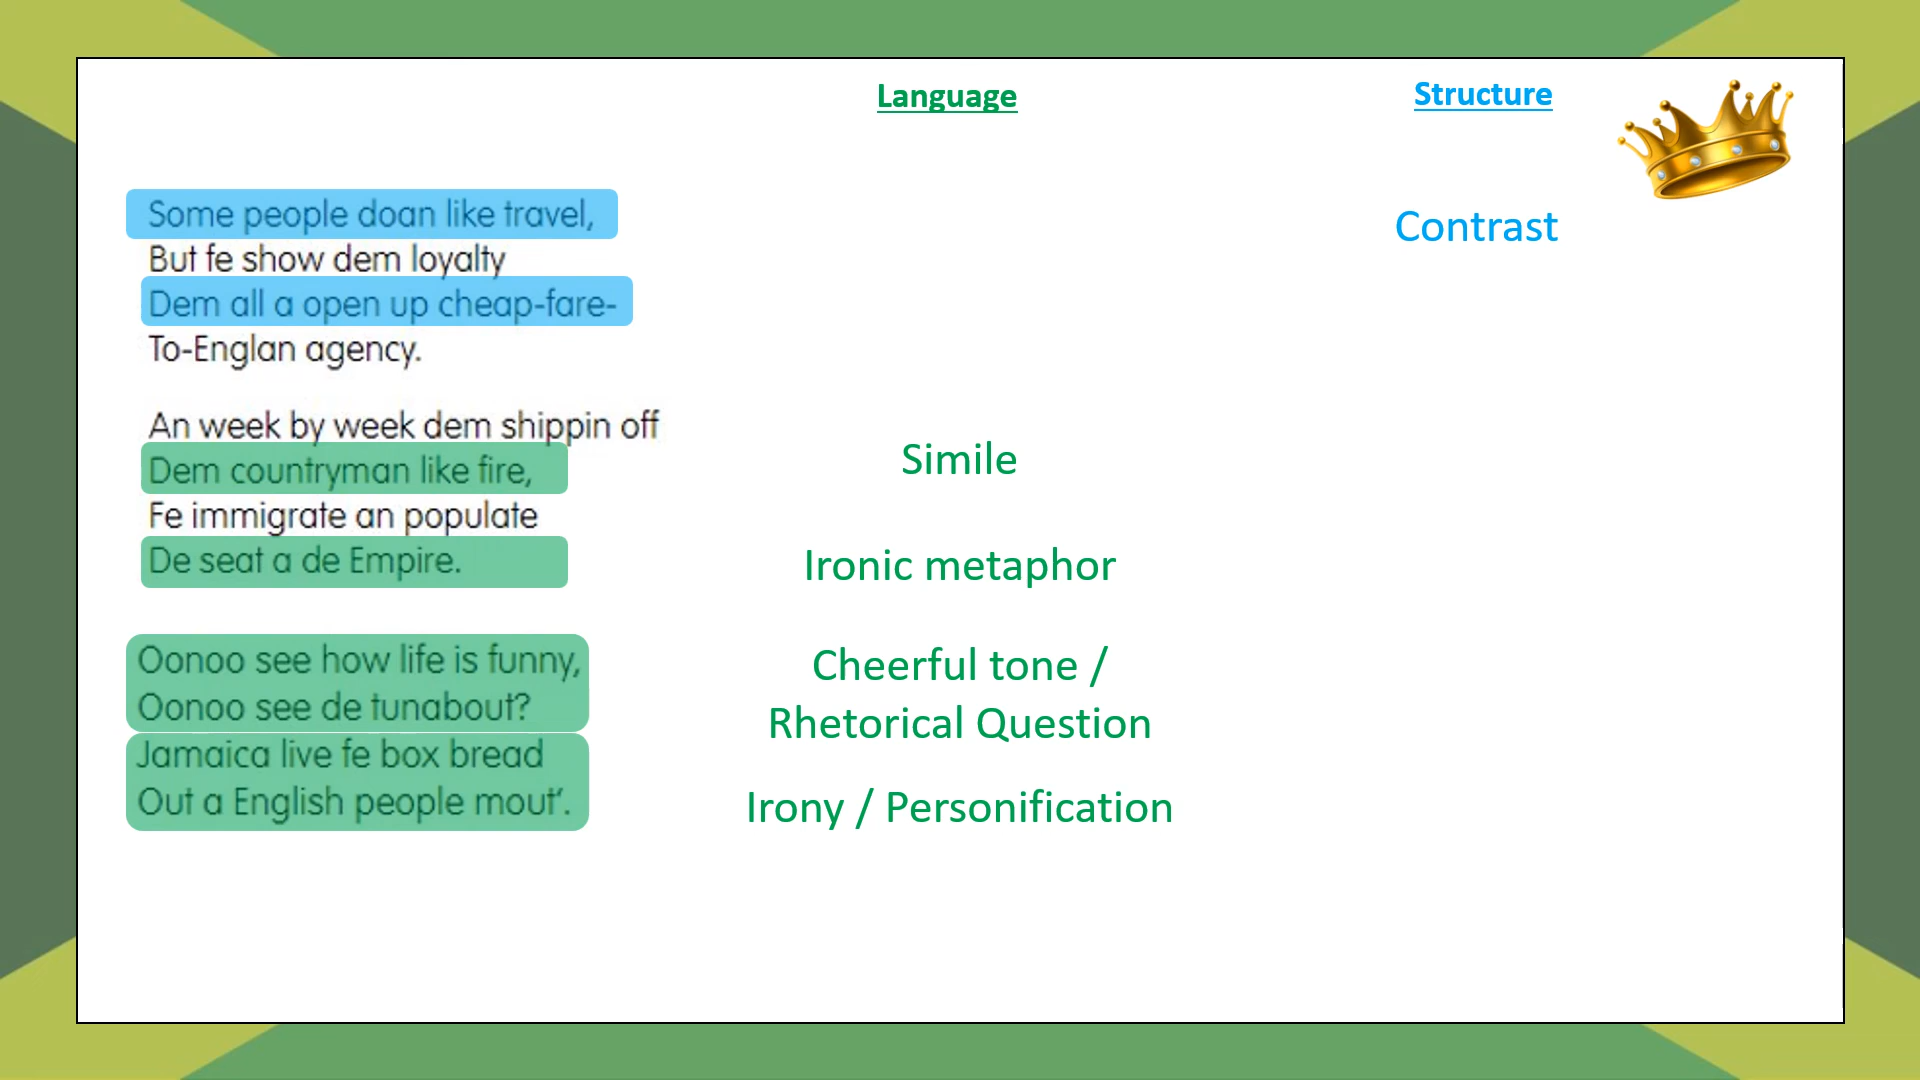 Language
Structure
Some people doan like travel,
But fe show dem loyalty
Dem all a open up cheap-fare-
To-Englan agency.
Contrast
An week by week dem shippin off
Dem countryman like fire,
Fe immigrate an populate
De seat a de Empire.
Simile
Ironic metaphor
Oonoo see how life is funny,
Oonoo see de tunabout?
Jamaica live fe box bread
Out a English people mout'.
Cheerful tone /
Rhetorical Question
Irony / Personification